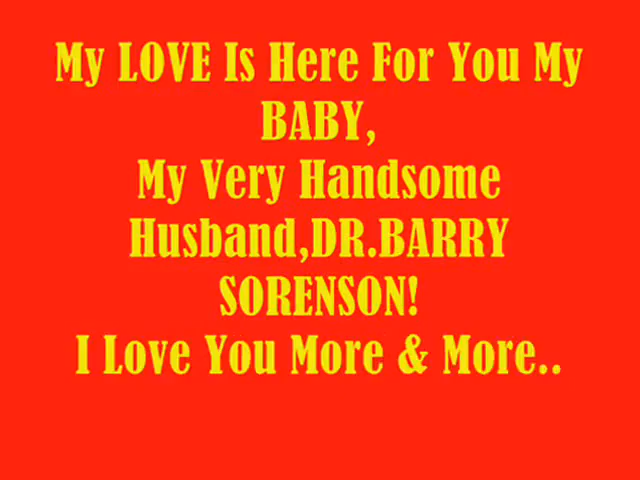 My LOVE Is Here For You My
BABY,
My Very Handsome
Husband,DR.BARRY
SORENSON!
I Love You More & More..